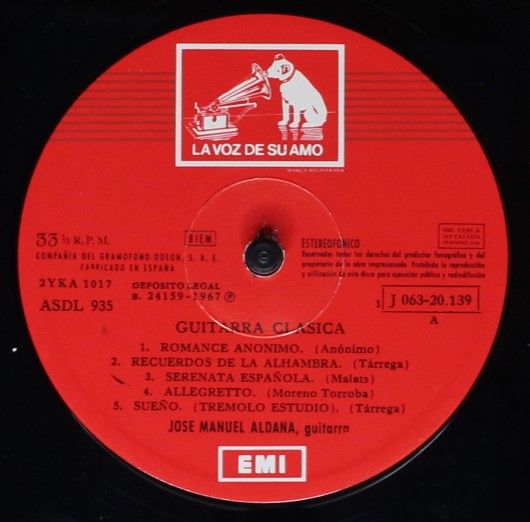 LA VOZ DE SU AMO
MARCA REGISTRADA
33 ⅓ R.P.M.
BIEM
COMPAÑIA DEL GRAMOFONO-ODEON, S. A. E.
FABRICADO EN ESPAÑA
2YKA 1017
ASDL 935
DEPOSITO LEGAL
B. 24159-1967 Ⓟ
ESTEREOFONICO
Reservados todos los derechos del productor fonográfico y del
propietario de la obra impresionada. Prohibida la reproducción
y utilización de este disco para ejecución pública y radiodifusión
1 J 063-20.139
A
GUITARRA CLASICA
1. ROMANCE ANONIMO. (Anónimo)
2. RECUERDOS DE LA ALHAMBRA. (Tárrega)
3. SERENATA ESPAÑOLA. (Malats)
4. ALLEGRETTO. (Moreno Torroba)
5 SUEÑO. (TREMOLO ESTUDIO). (Tárrega)
JOSE MANUEL ALDANA, guitarra
EMI